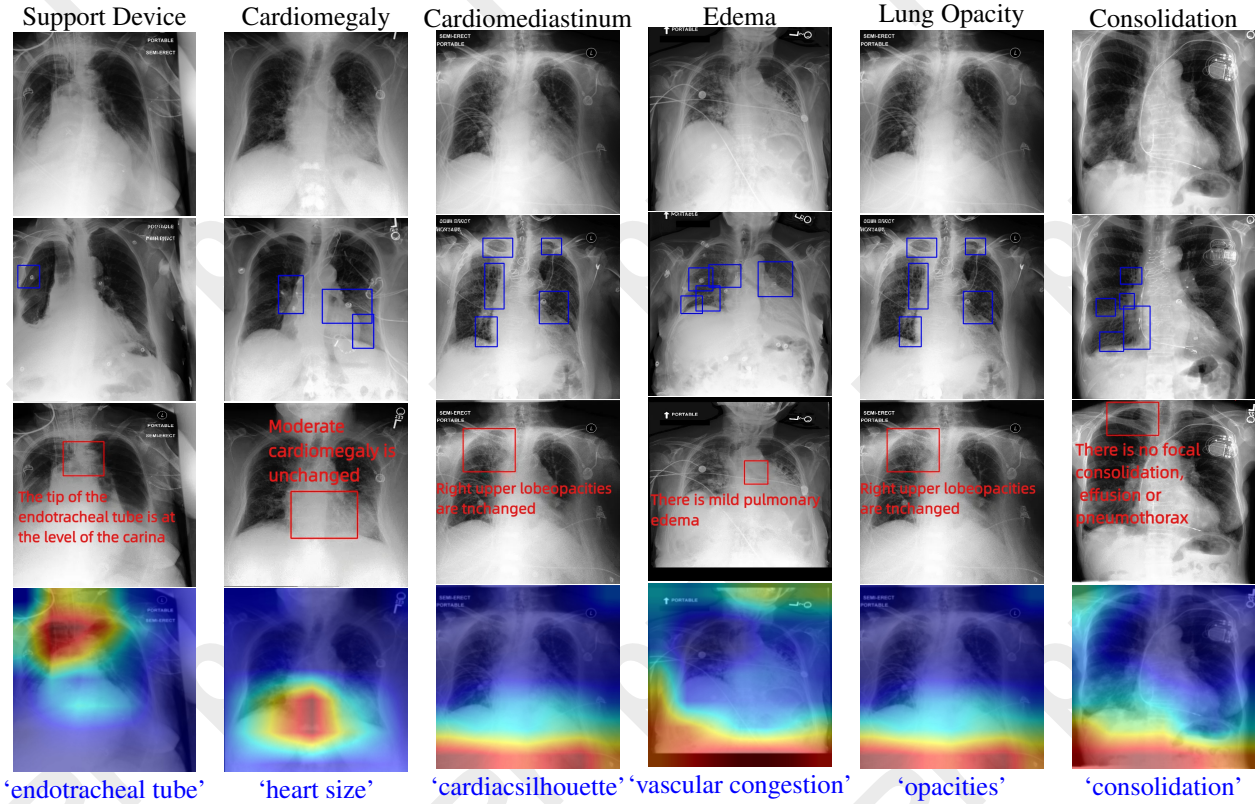 Support Device
Cardiomegaly
Cardiomediastinum
Edema
Lung Opacity
Consolidation
PORTABLE
SEMI-ERECT
SEMI-ERECT
PORTABLE
PORTABLE
SEMI-ERECT
PORTABLE
PORTABLE
SEMI-ERECT
The tip of the
endotracheal tube is at
the level of the carina
Moderate
cardiomegaly is
unchanged
SEMI-ERECT
PORTABLE
Right upper lobeopacities
are tnchanged
PORTABLE
There is mild pulmonary
edema
SEMI-ERECT
PORTABLE
Right upper lobeopacities
are tnchanged
There is no focal
consolidation,
effusion or
pneumothorax
PORTABLE
SEMI-ERECT
SEMI-ERECT
PORTABLE
PORTABLE
SEMI-ERECT
PORTABLE
‘endotracheal tube’
‘heart size’
‘cardiacsilhouette’
‘vascular congestion’
‘opacities’
‘consolidation’